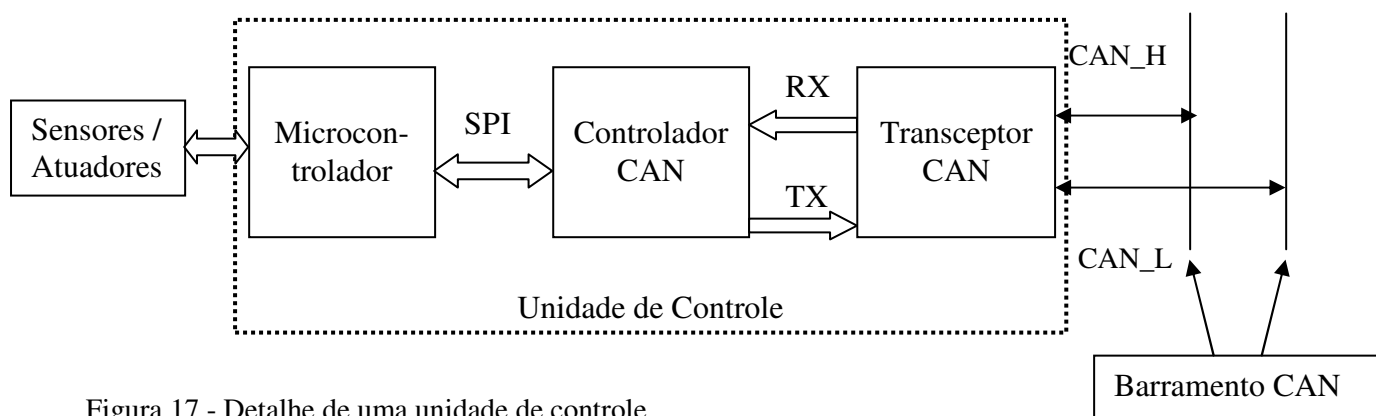 Sensores /
Atuadores
Microcon-
trolador
SPI
Controlador
CAN
RX
TX
Transceptor
CAN
CAN_H
CAN_L
Unidade de Controle
Barramento CAN
Figura 17 - Detalhe de uma unidade de controle